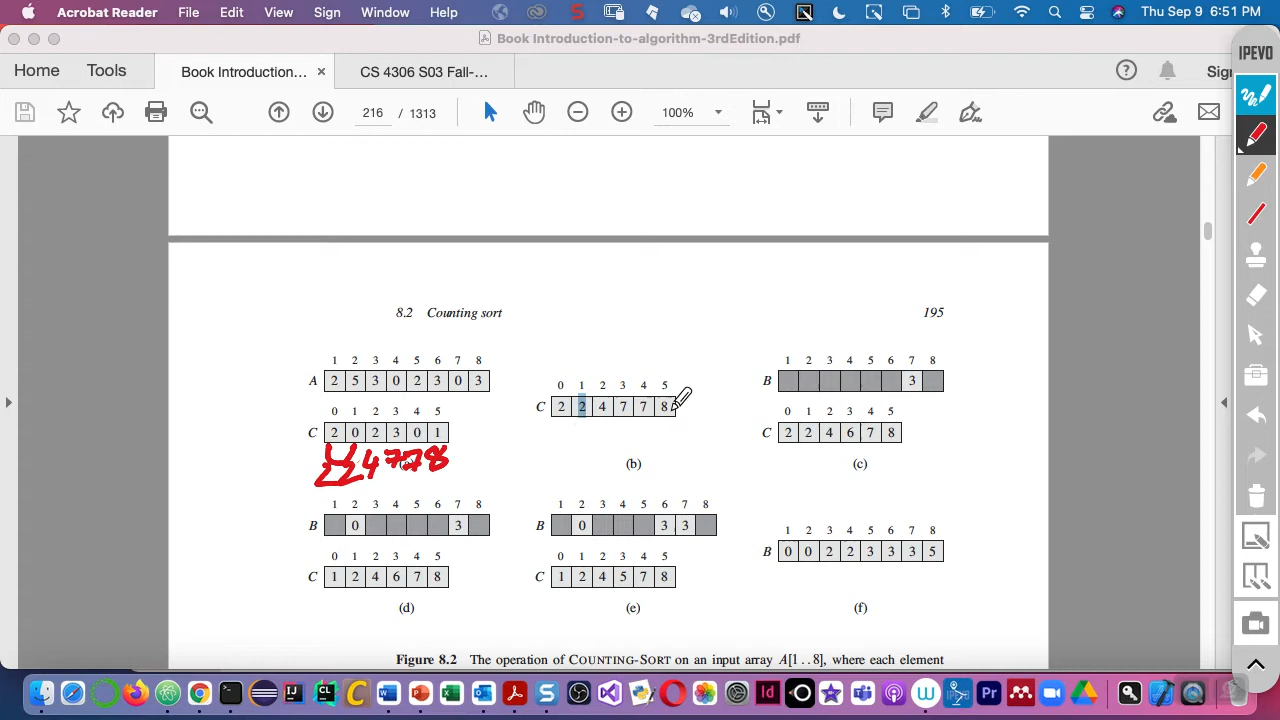 Acrobat Reader File Edit View Sign Window Help Thu Sep 9 6:51 PM
Book Introduction-to-algorithm-3rdEdition.pdf
IPEVO
Home Tools Book Introduction... × CS 4306 S03 Fall-... Sign
216 / 1313 100%
8.2 Counting sort 195
1 2 3 4 5 6 7 8
A 2 5 3 0 2 3 0 3
0 1 2 3 4 5
C 2 0 2 3 0 1
2 2 4 7 7 8
(a)
0 1 2 3 4 5
C 2 2 4 7 7 8
(b)
1 2 3 4 5 6 7 8
B 3
0 1 2 3 4 5
C 2 2 4 6 7 8
(c)
1 2 3 4 5 6 7 8
B 0 3
0 1 2 3 4 5
C 1 2 4 6 7 8
(d)
1 2 3 4 5 6 7 8
B 0 3 3
0 1 2 3 4 5
C 1 2 4 5 7 8
(e)
1 2 3 4 5 6 7 8
B 0 0 2 2 3 3 3 5
(f)
Figure 8.2 The operation of COUNTING-SORT on an input array A[1 . . 8], where each element